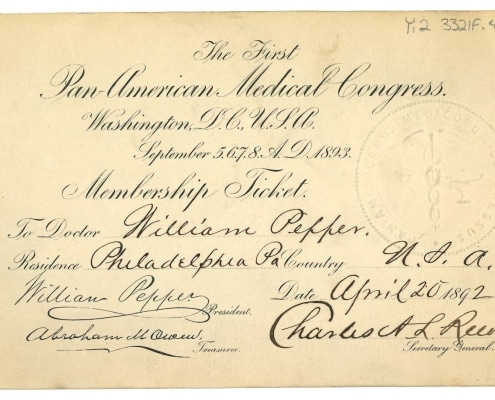 Y,2 3321F.
The First
Pan-American Medical Congress.
Washington, D.C., U.S.A.
September 5.6.7.8. A.D. 1893.
Membership Ticket.
To Doctor William Pepper.
Residence Philadelphia Pa Country U.S.a.
William Pepper President.
Date April 20 1892
Abraham M Owen, Treasurer.
Charles A L Reed
Secretary General.